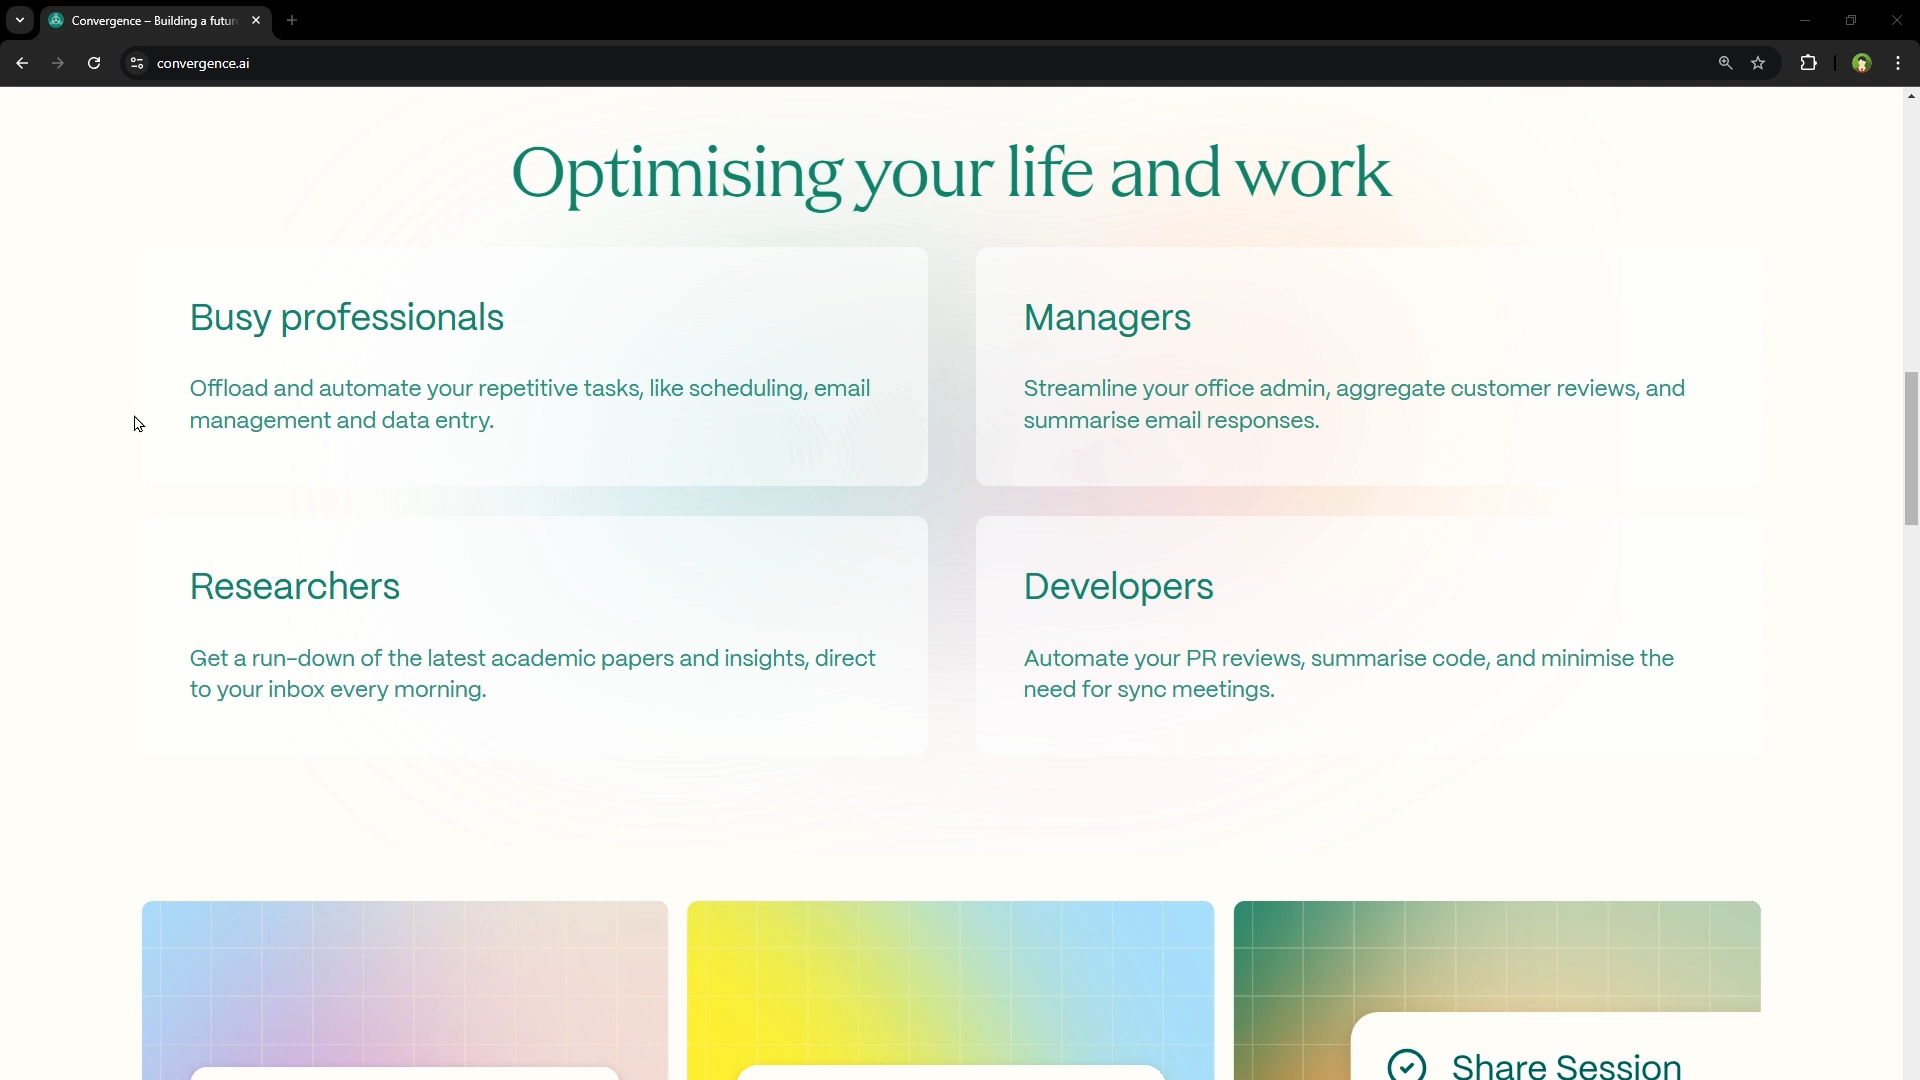 Convergence – Building a futur
convergence.ai
Optimising your life and work
Busy professionals
Offload and automate your repetitive tasks, like scheduling, email
management and data entry.
Managers
Streamline your office admin, aggregate customer reviews, and
summarise email responses.
Researchers
Get a run-down of the latest academic papers and insights, direct
to your inbox every morning.
Developers
Automate your PR reviews, summarise code, and minimise the
need for sync meetings.
Share Session